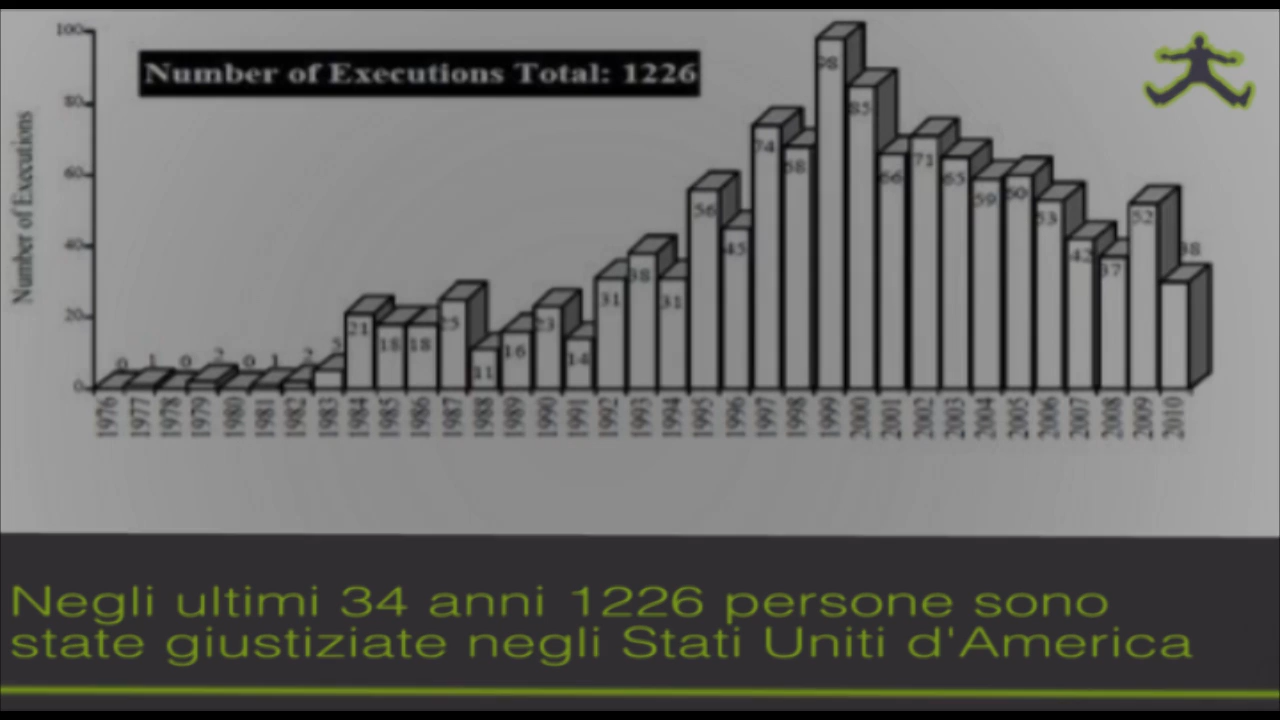 100
Number of Executions Total: 1226
80
60
40
20
0
Number of Executions
0 1 0 2 0 1 2 5 21 18 18 25 11 16 23 14 31 38 31 56 45 74 68 98 85 66 71 65 59 60 53 42 37 52 38
1976 1977 1978 1979 1980 1981 1982 1983 1984 1985 1986 1987 1988 1989 1990 1991 1992 1993 1994 1995 1996 1997 1998 1999 2000 2001 2002 2003 2004 2005 2006 2007 2008 2009 2010
Negli ultimi 34 anni 1226 persone sono
state giustiziate negli Stati Uniti d'America